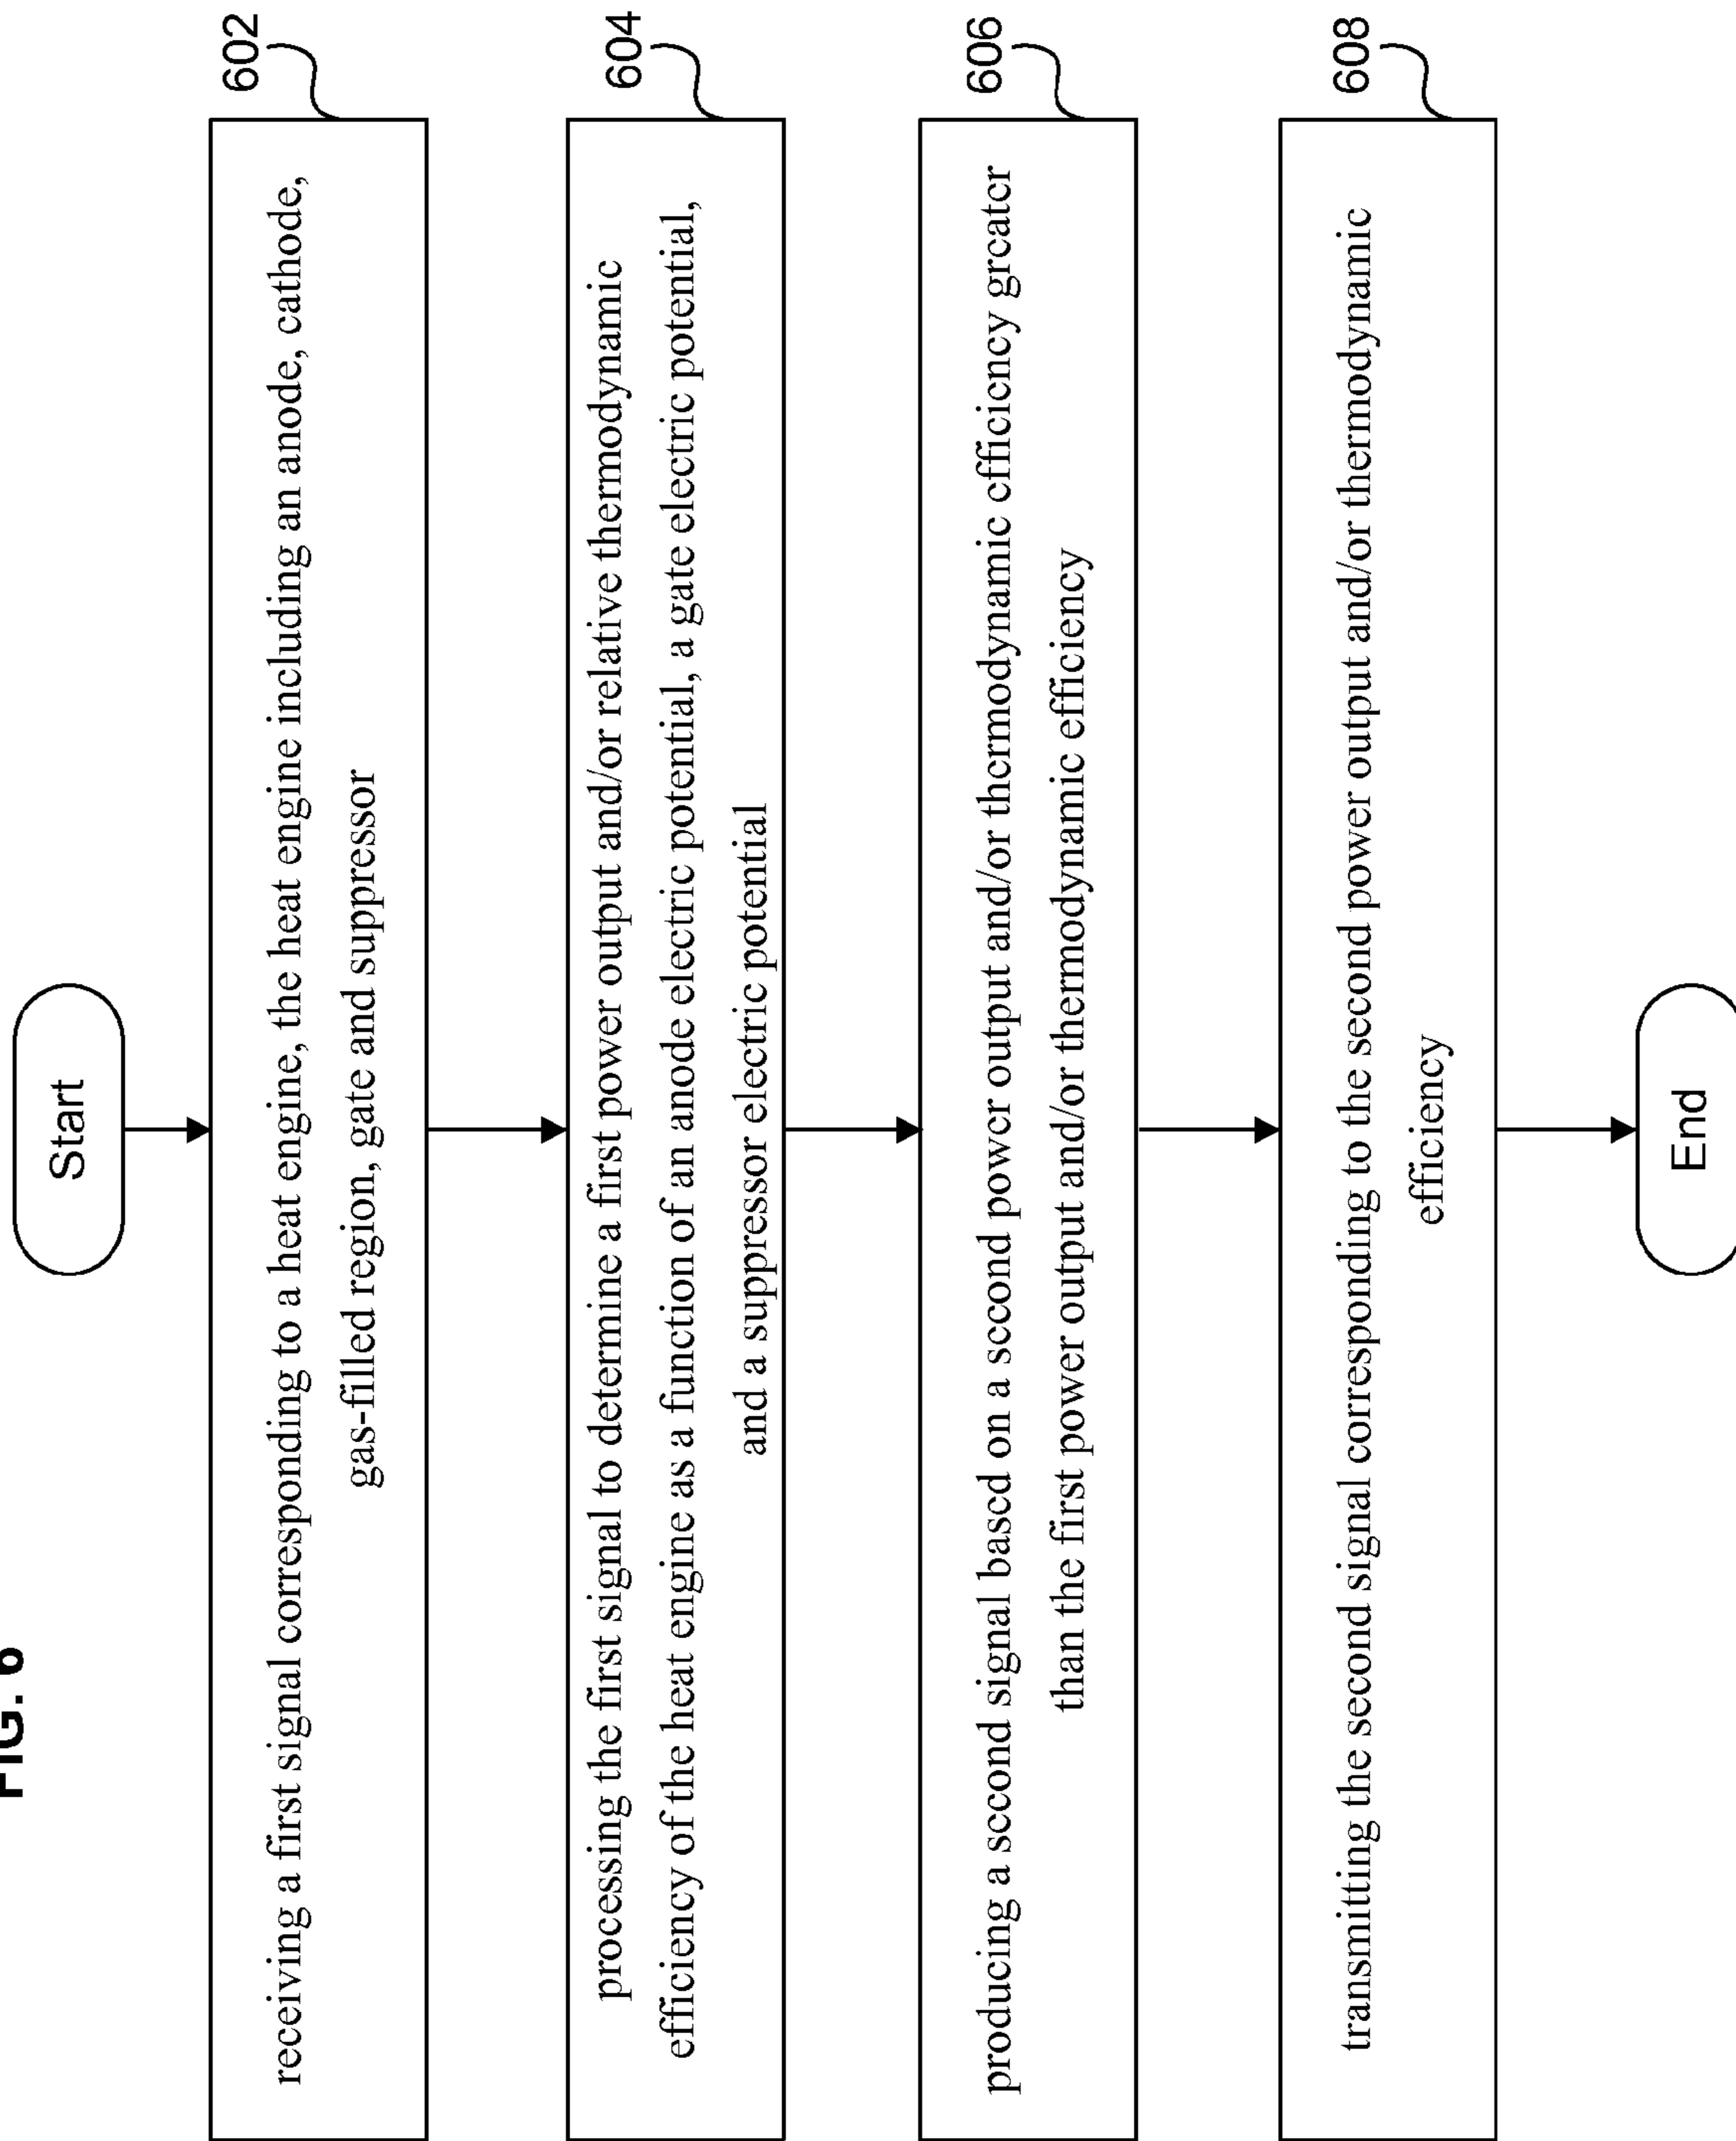 FIG. 6
Start
602
receiving a first signal corresponding to a heat engine, the heat engine including an anode, cathode,
gas-filled region, gate and suppressor
604
processing the first signal to determine a first power output and/or relative thermodynamic
efficiency of the heat engine as a function of an anode electric potential, a gate electric potential,
and a suppressor electric potential
606
producing a second signal based on a second power output and/or thermodynamic efficiency greater
than the first power output and/or thermodynamic efficiency
608
transmitting the second signal corresponding to the second power output and/or thermodynamic
efficiency
End